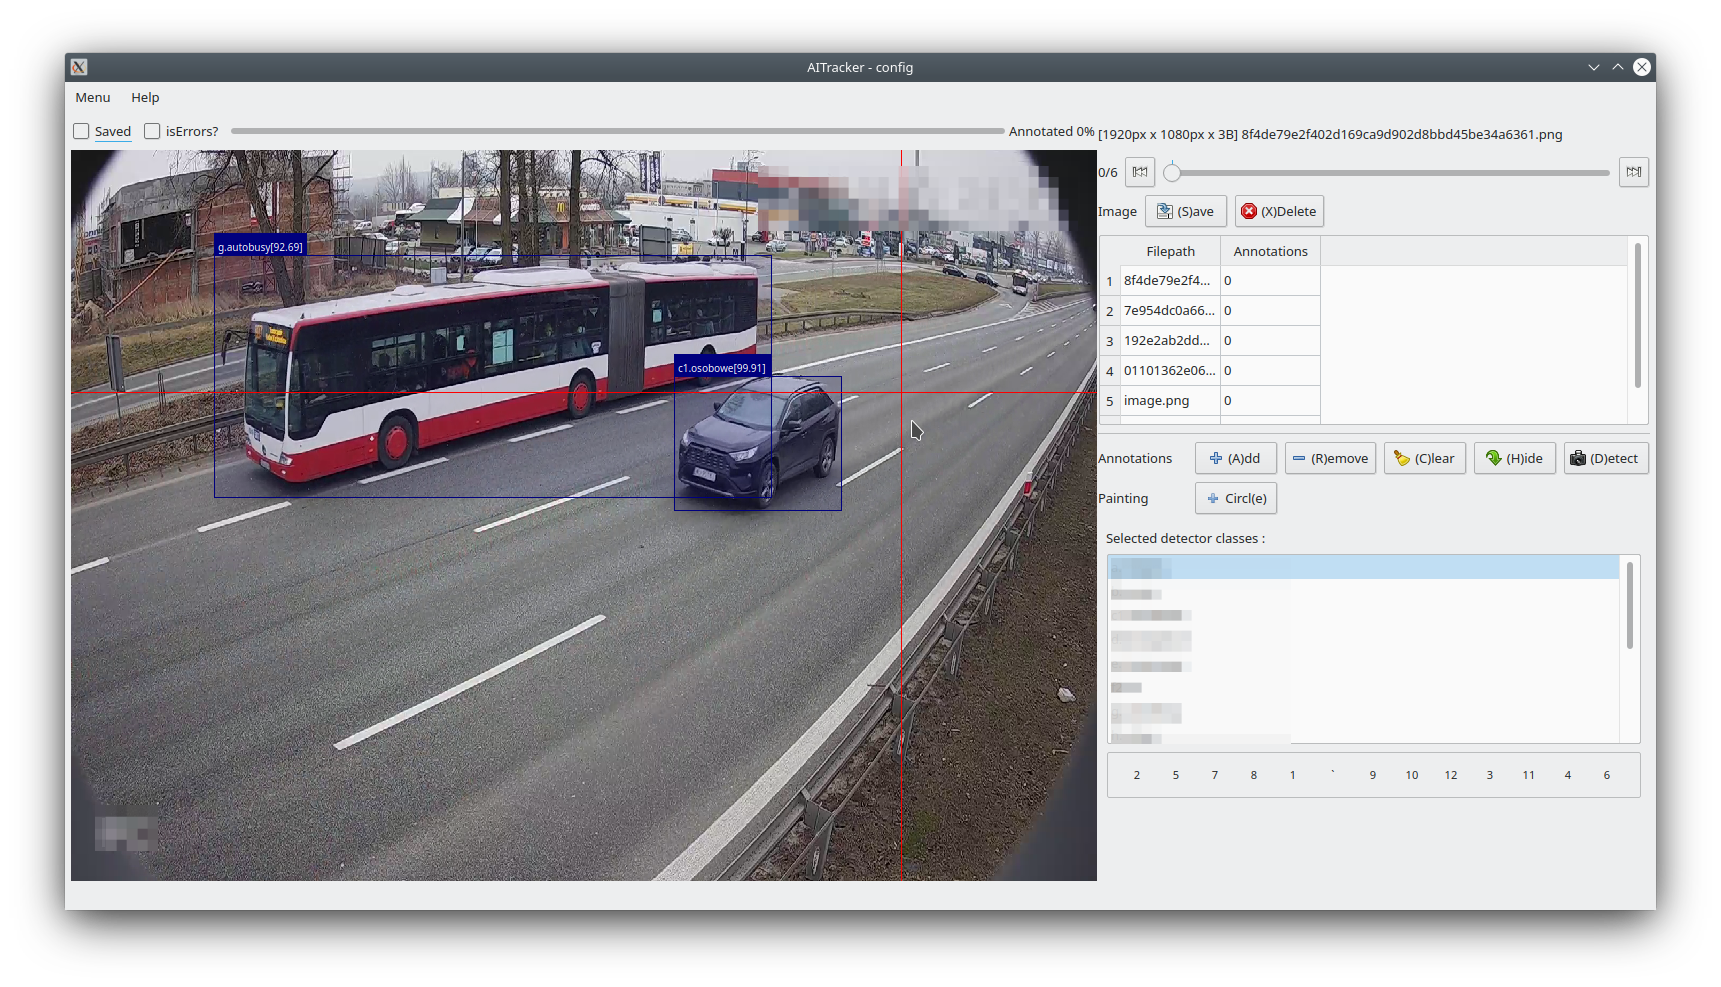 AITracker - config
Menu Help
Saved isErrors? Annotated 0%
[1920px x 1080px x 3B] 8f4de79e2f402d169ca9d902d8bbd45be34a6361.png
0/6
Image (S)ave (X)Delete
Filepath Annotations
1 8f4de79e2f4... 0
2 7e954dc0a66... 0
3 192e2ab2dd... 0
4 01101362e06... 0
5 image.png 0
g.autobusy[92.69]
c1.osobowe[99.91]
Annotations (A)dd (R)emove (C)lear (H)ide (D)etect
Painting Circl(e)
Selected detector classes :
2 5 7 8 1 ` 9 10 12 3 11 4 6